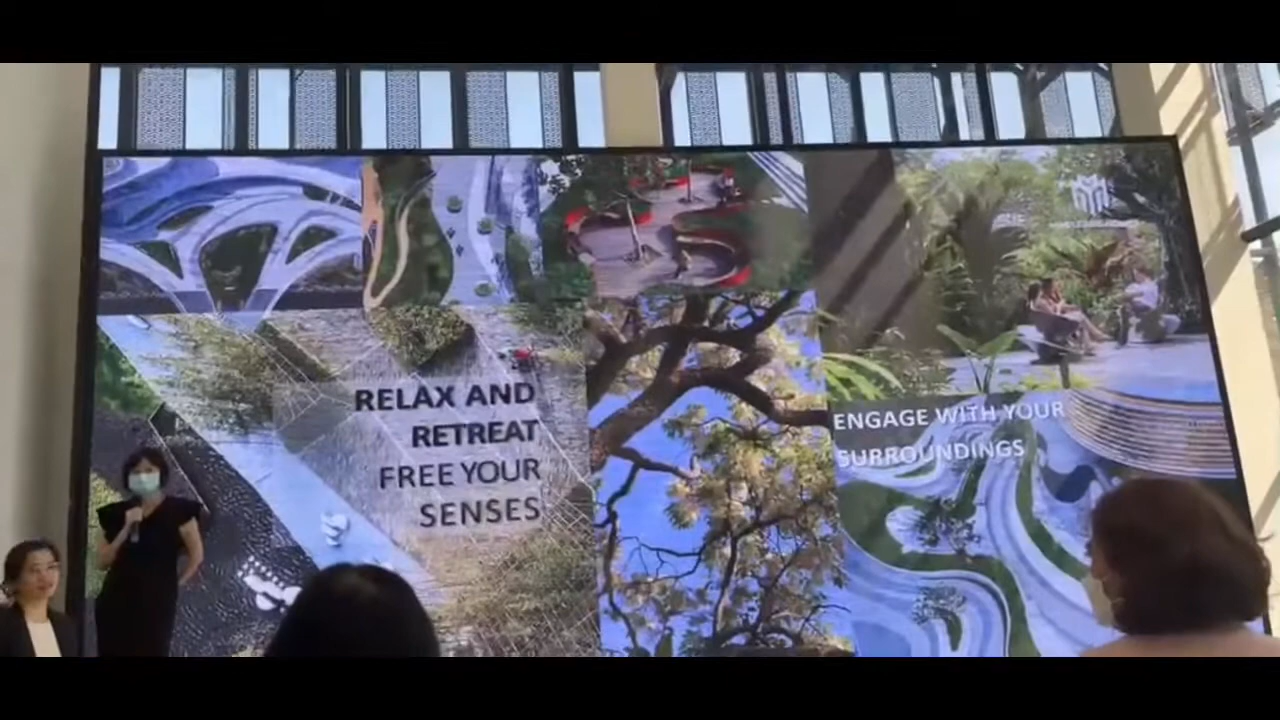 RELAX AND
RETREAT
FREE YOUR
SENSES
ENGAGE WITH YOUR
SURROUNDINGS